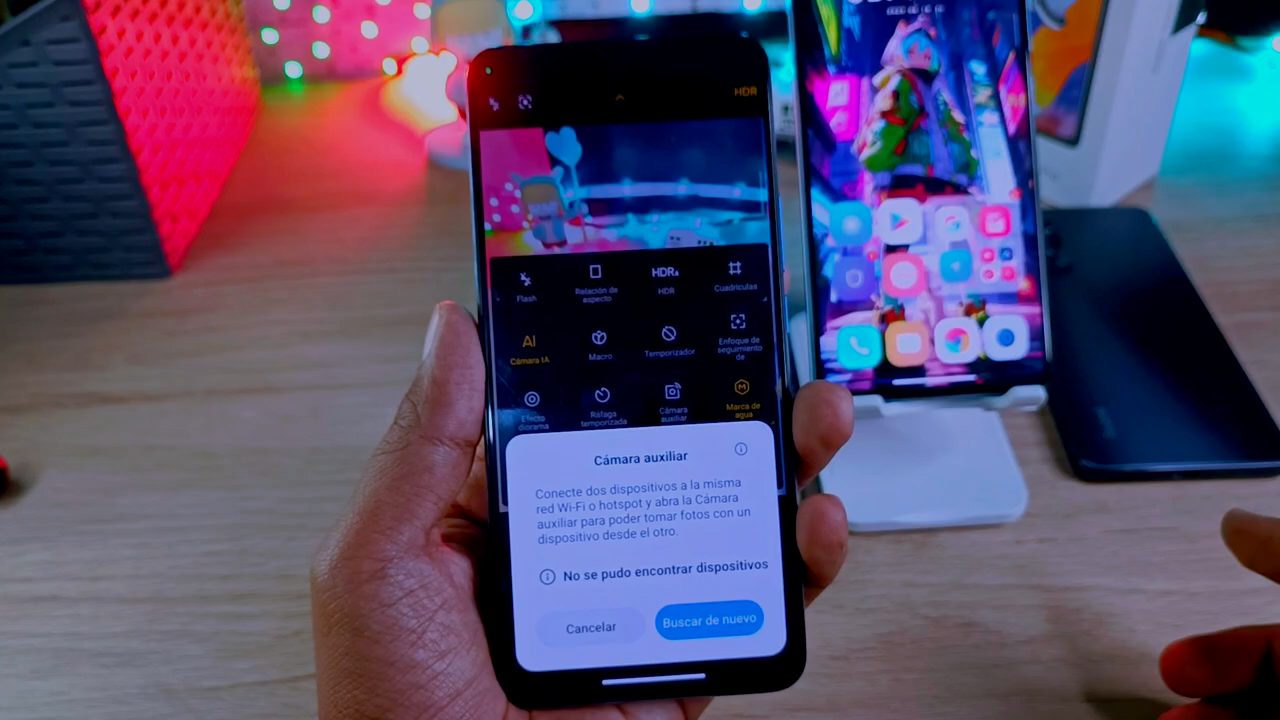 HDR
Flash
Relación de
aspecto
HDRA
HDR
Cuadrículas
AI
Cámara IA
Macro
Temporizador
Enfoque de
seguimiento
de
Efecto
diorama
Ráfaga
temporizada
Cámara
auxiliar
M
Marca de
agua
Cámara auxiliar
Conecte dos dispositivos a la misma
red Wi-Fi o hotspot y abra la Cámara
auxiliar para poder tomar fotos con un
dispositivo desde el otro.
No se pudo encontrar dispositivos
Cancelar
Buscar de nuevo